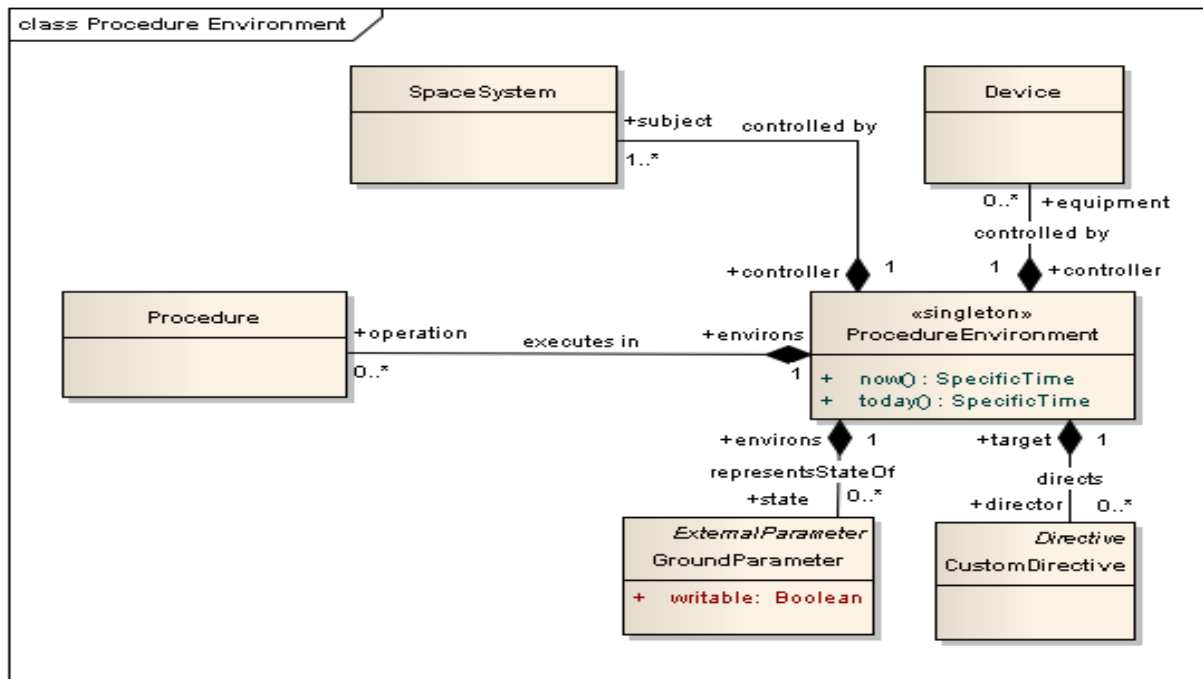 class Procedure Environment
SpaceSystem
Device
+subject
controlled by
1..*
0..*
+equipment
controlled by
+controller
1
1
+controller
Procedure
+operation
executes in
+environs
0..*
1
«singleton»
ProcedureEnvironment
+ now() : SpecificTime
+ today() : SpecificTime
+environs
1
+target
1
representsStateOf
directs
+state
0..*
+director
0..*
ExternalParameter
GroundParameter
+ writable: Boolean
Directive
CustomDirective